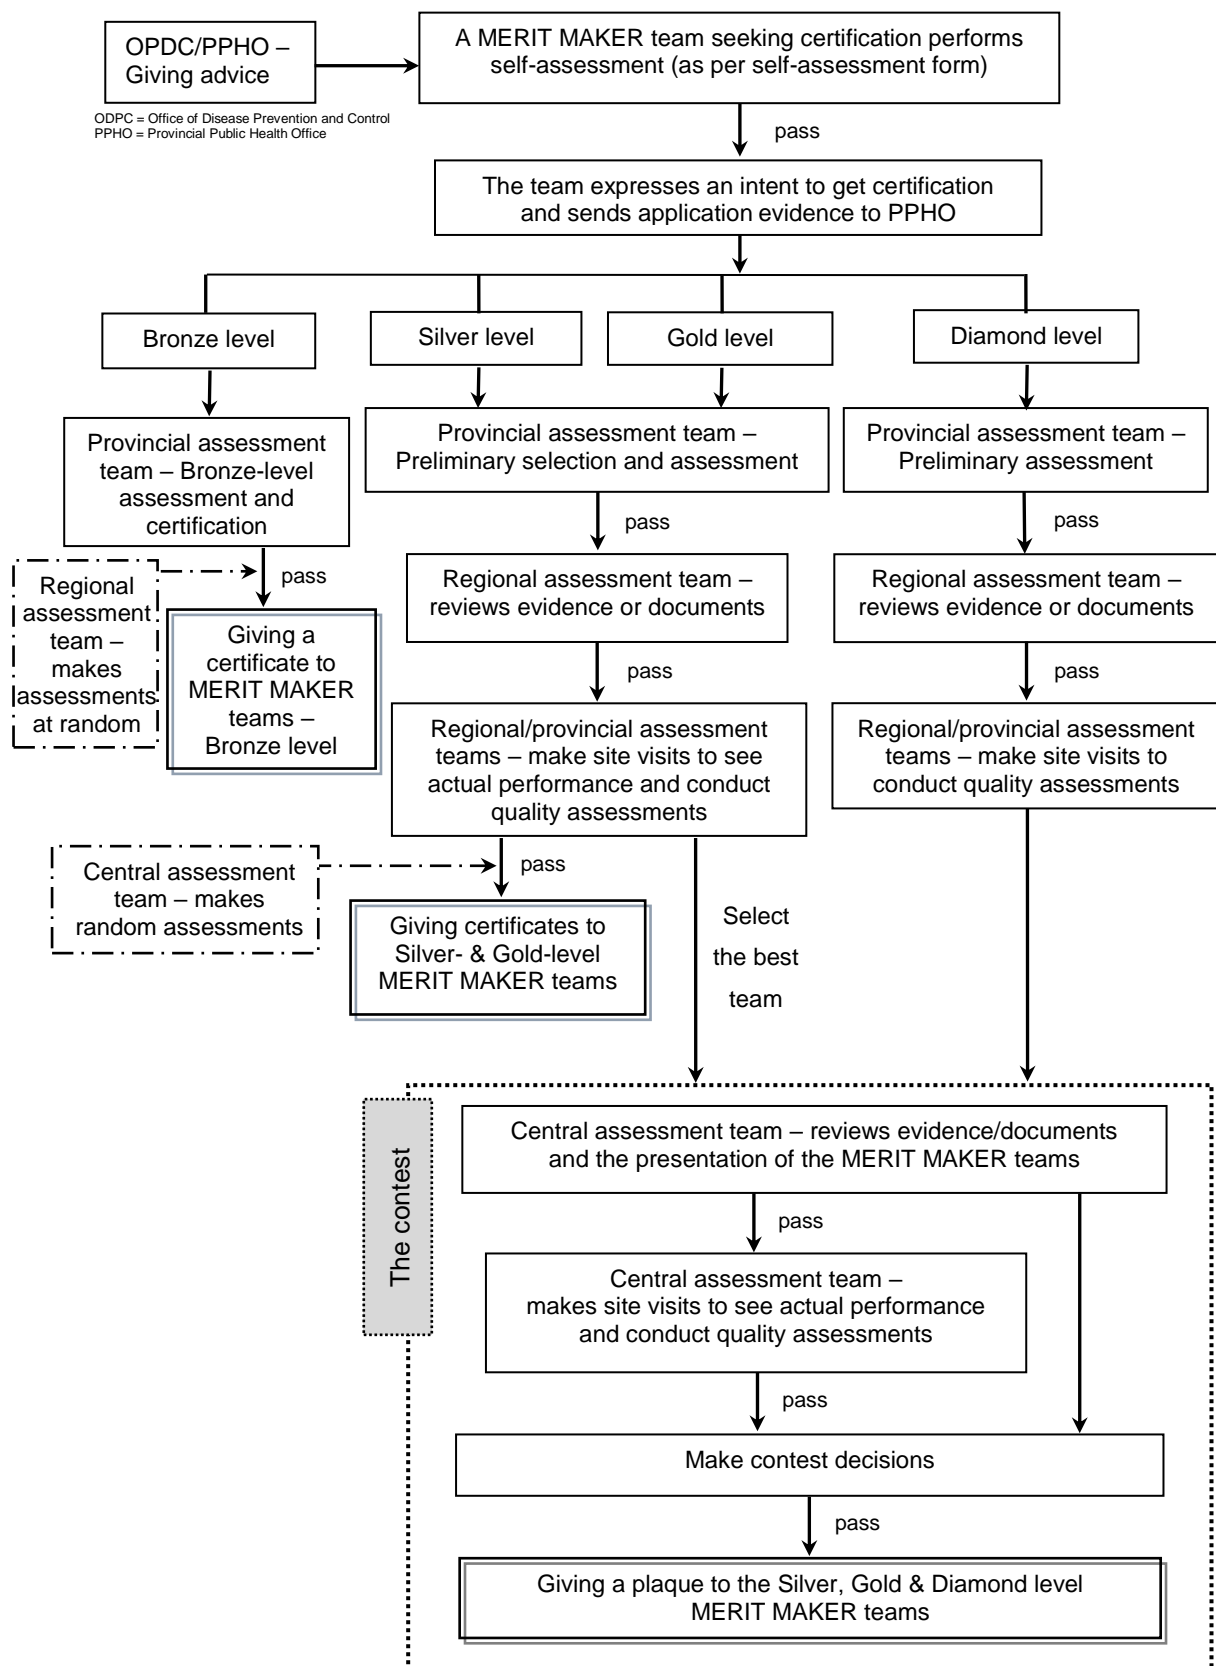 OPDC/PPHO –
Giving advice
A MERIT MAKER team seeking certification performs
self-assessment (as per self-assessment form)
ODPC = Office of Disease Prevention and Control
PPHO = Provincial Public Health Office
pass
The team expresses an intent to get certification
and sends application evidence to PPHO
Bronze level
Silver level
Gold level
Diamond level
Provincial assessment
team – Bronze-level
assessment and
certification
Provincial assessment team –
Preliminary selection and assessment
Provincial assessment team –
Preliminary assessment
pass
pass
pass
Regional
assessment
team –
makes
assessments
at random
Giving a
certificate to
MERIT MAKER
teams –
Bronze level
Regional assessment team –
reviews evidence or documents
Regional assessment team –
reviews evidence or documents
pass
pass
Regional/provincial assessment
teams – make site visits to see
actual performance and conduct
quality assessments
Regional/provincial assessment
teams – make site visits to
conduct quality assessments
Central assessment
team – makes
random assessments
pass
Giving certificates to
Silver- & Gold-level
MERIT MAKER teams
Select
the best
team
The contest
Central assessment team – reviews evidence/documents
and the presentation of the MERIT MAKER teams
pass
Central assessment team –
makes site visits to see actual performance
and conduct quality assessments
pass
Make contest decisions
pass
Giving a plaque to the Silver, Gold & Diamond level
MERIT MAKER teams